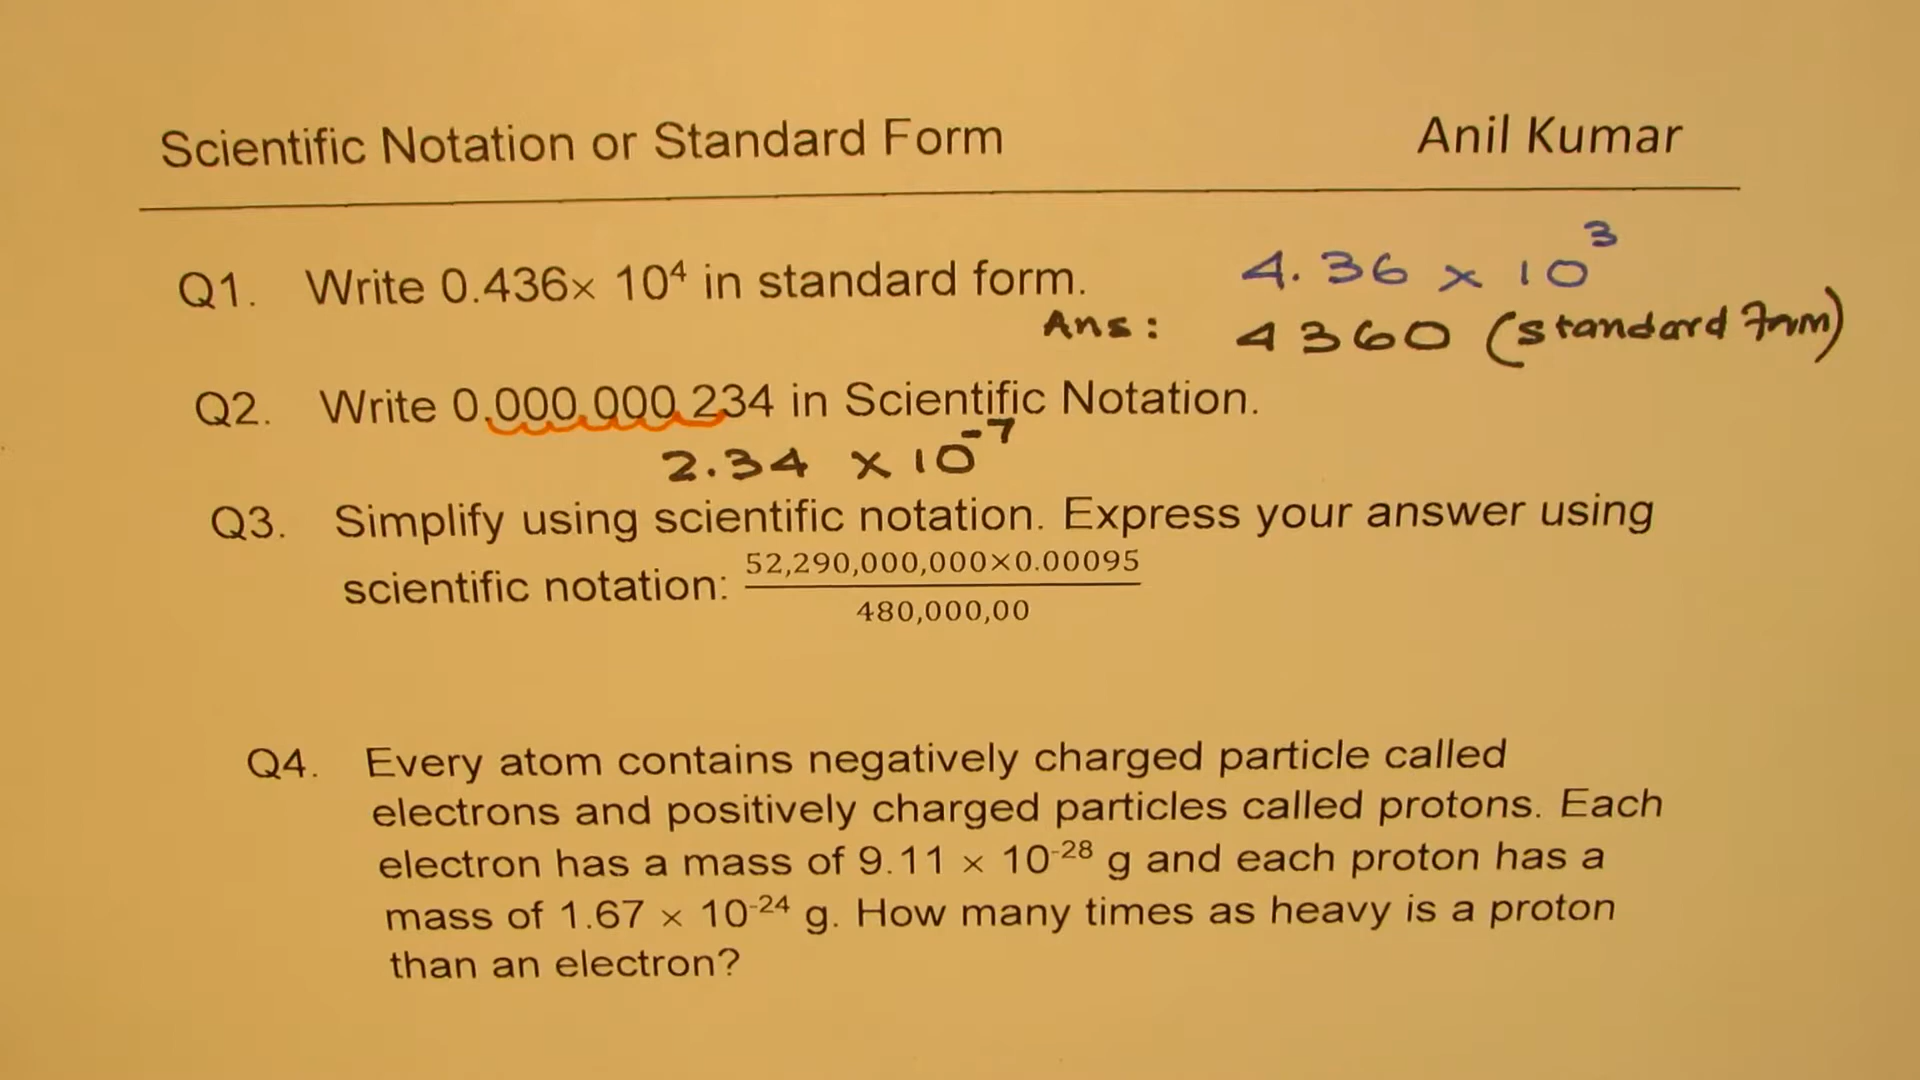 Scientific Notation or Standard Form Anil Kumar
Q1. Write 0.436× 10⁴ in standard form. 4.36 × 10³
Ans: 4360 (standard form)
Q2. Write 0.000 000 234 in Scientific Notation.
2.34 × 10⁻⁷
Q3. Simplify using scientific notation. Express your answer using
scientific notation: 52,290,000,000×0.00095
480,000,00
Q4. Every atom contains negatively charged particle called
electrons and positively charged particles called protons. Each
electron has a mass of 9.11 × 10⁻²⁸ g and each proton has a
mass of 1.67 × 10⁻²⁴ g. How many times as heavy is a proton
than an electron?